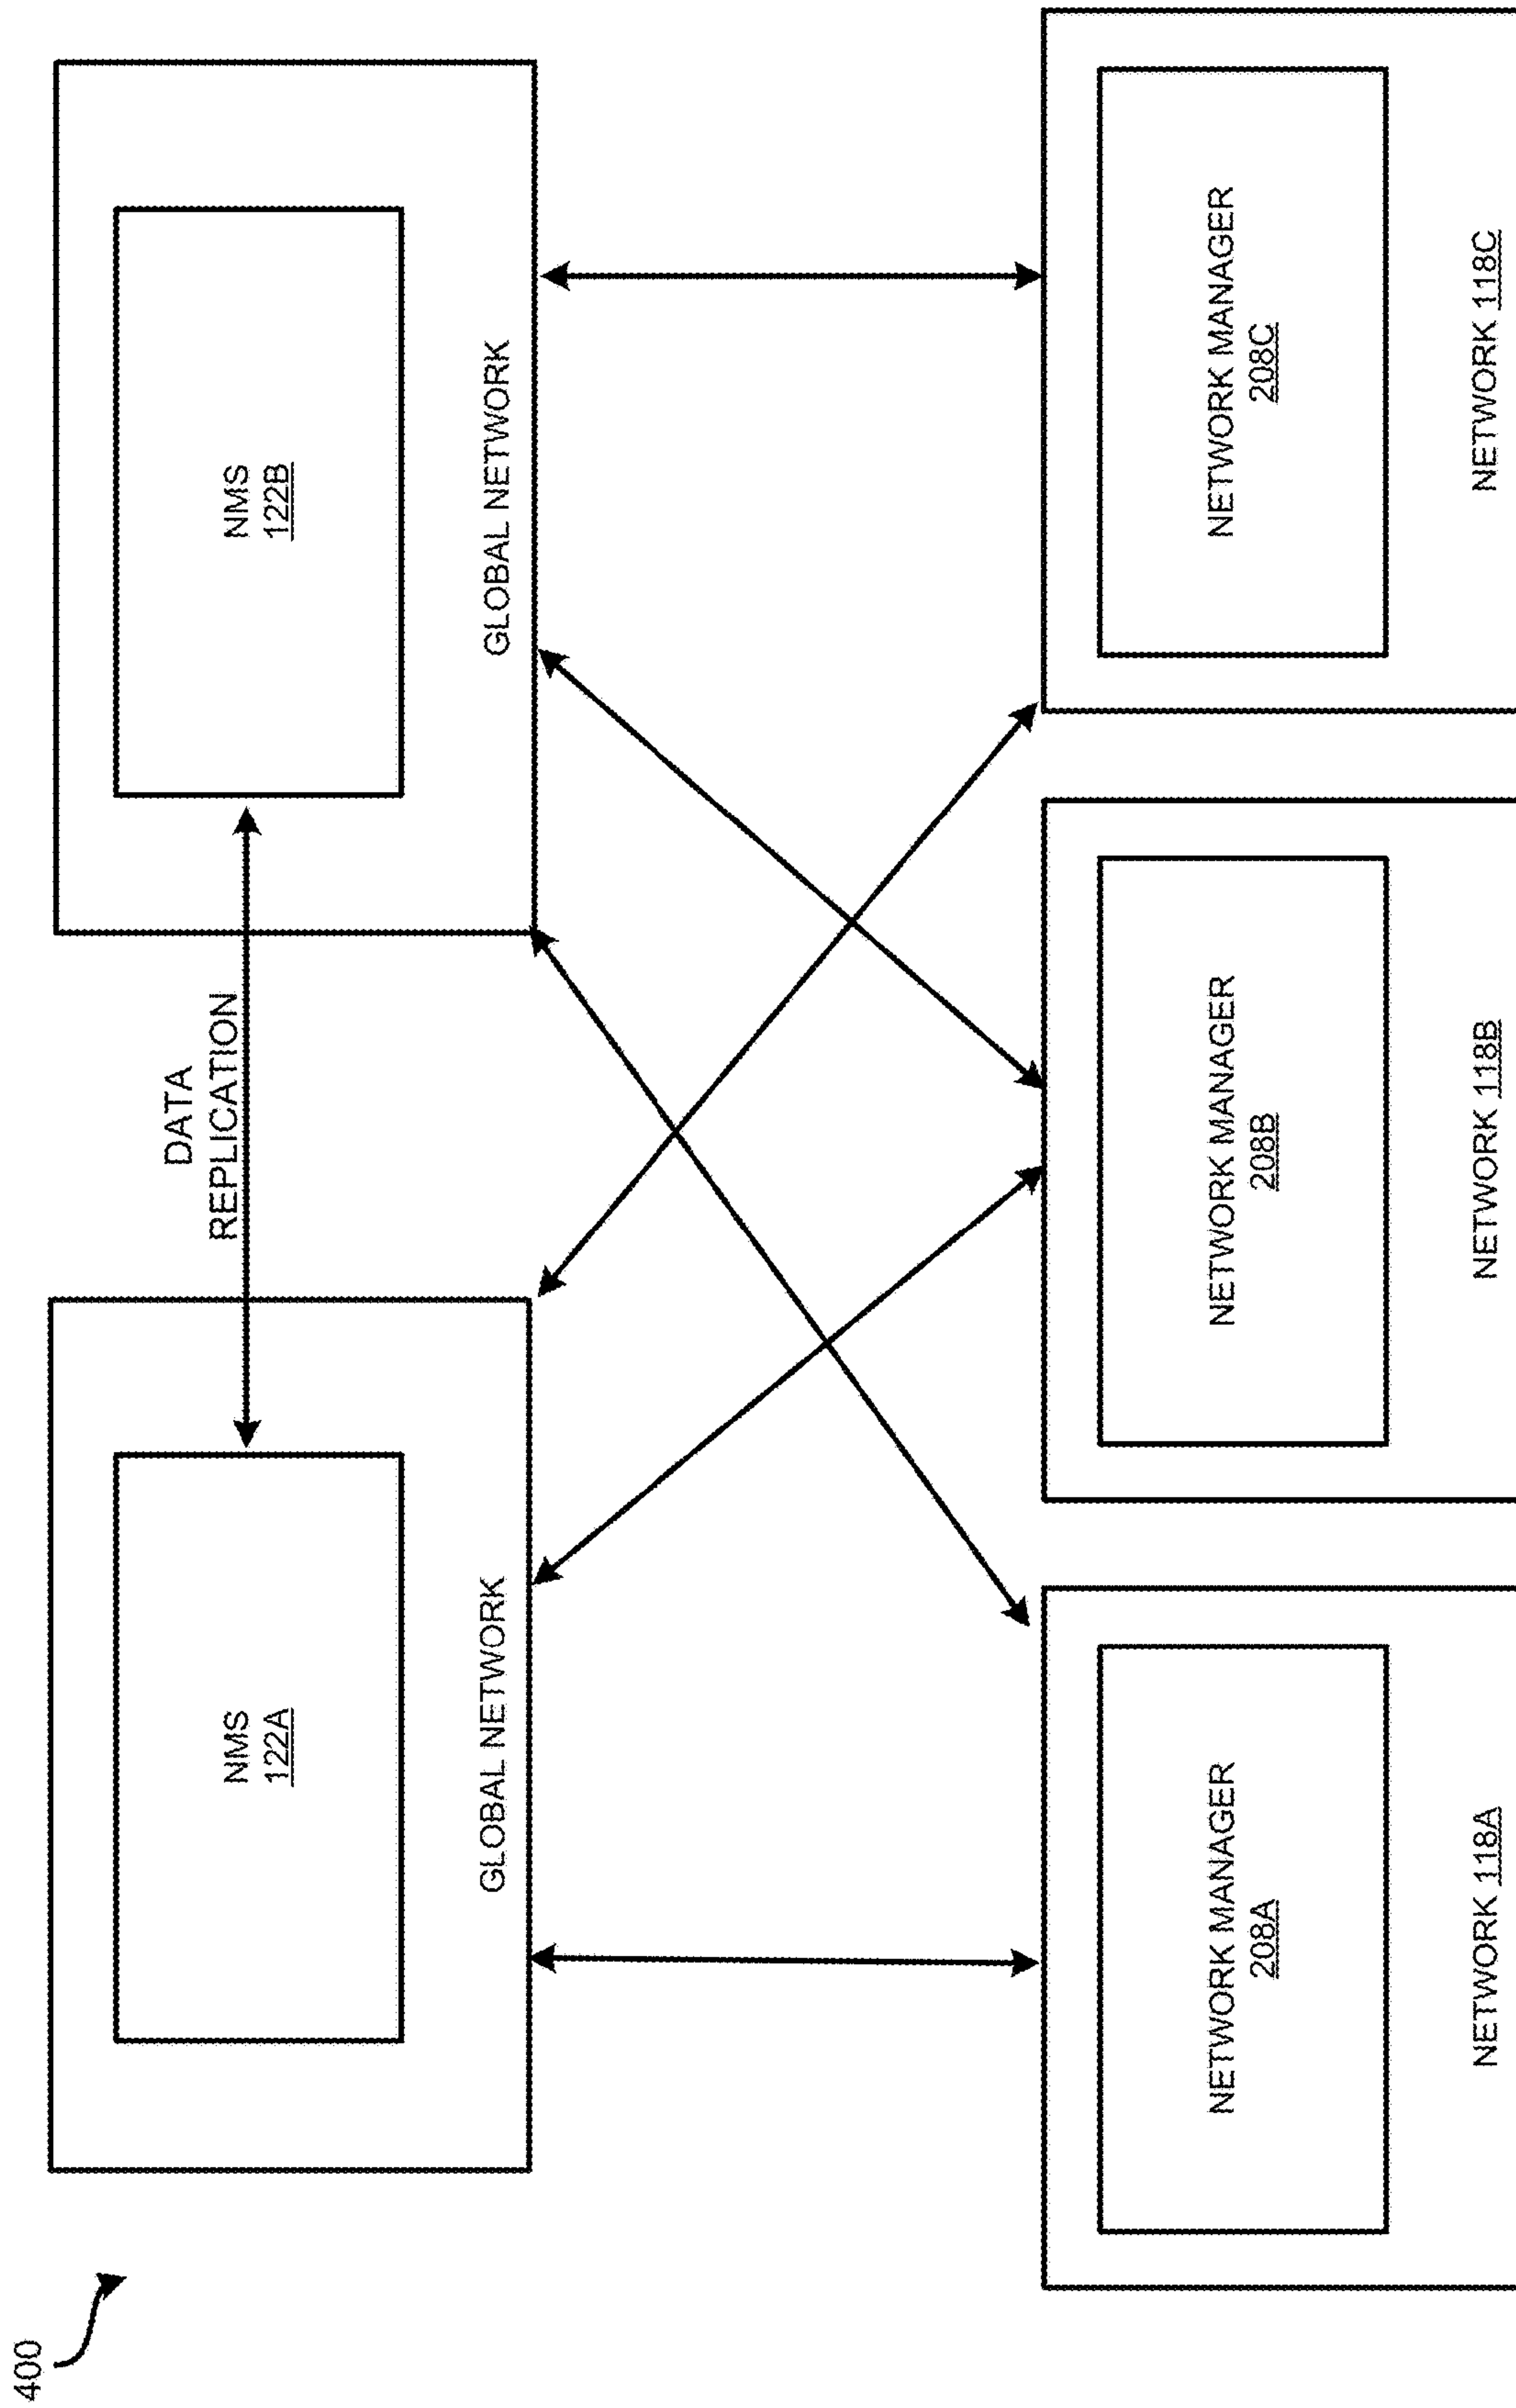 400
DATA
REPLICATION
NMS
122A
GLOBAL NETWORK
NMS
122B
GLOBAL NETWORK
NETWORK MANAGER
208A
NETWORK 118A
NETWORK MANAGER
208B
NETWORK 118B
NETWORK MANAGER
208C
NETWORK 118C